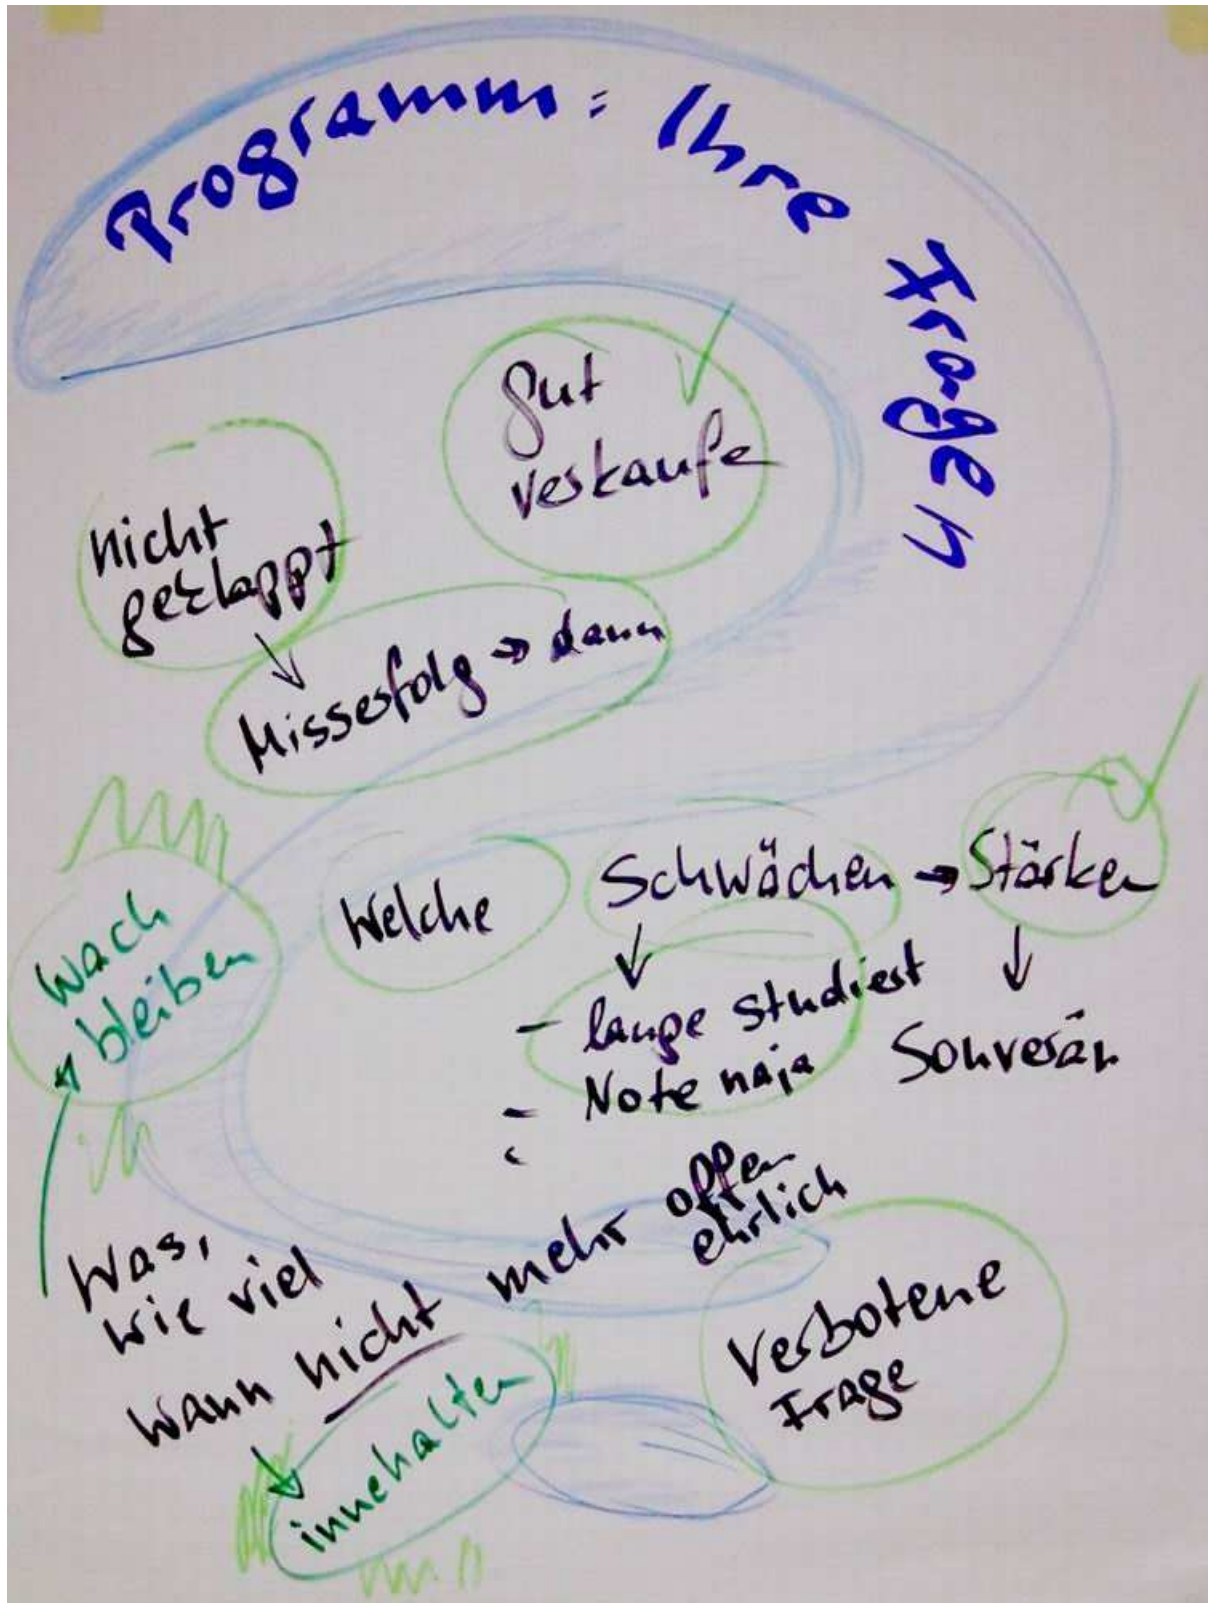 Programm: Ihre Fragen
gut
verkaufe
nicht
geklappt
Misserfolg → dann
Welche
Schwächen → Stärken
wach
bleiben
- lange studiert
- Note naja
-
Souverän
Was,
wie viel
wann nicht mehr offen
ehrlich
innehalten
Verbotene
Frage